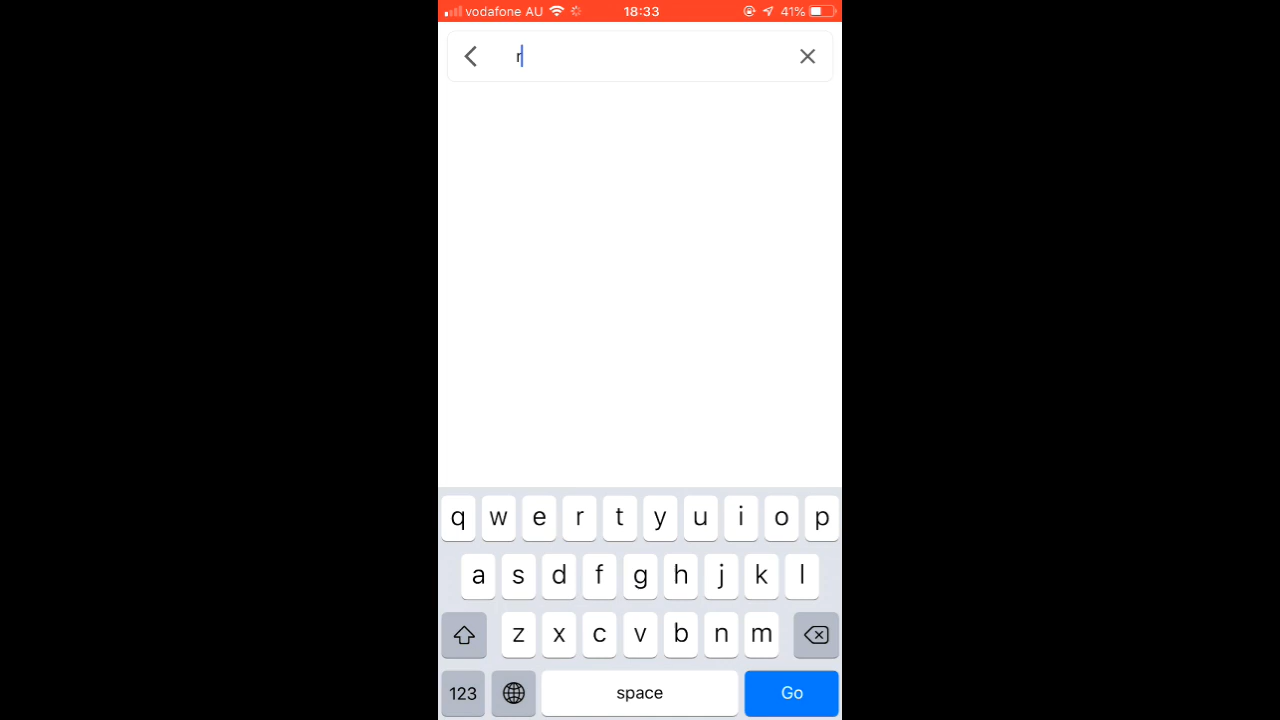 vodafone AU 18:33 41%
r
q w e r t y u i o p
a s d f g h j k l
z x c v b n m
123 space Go